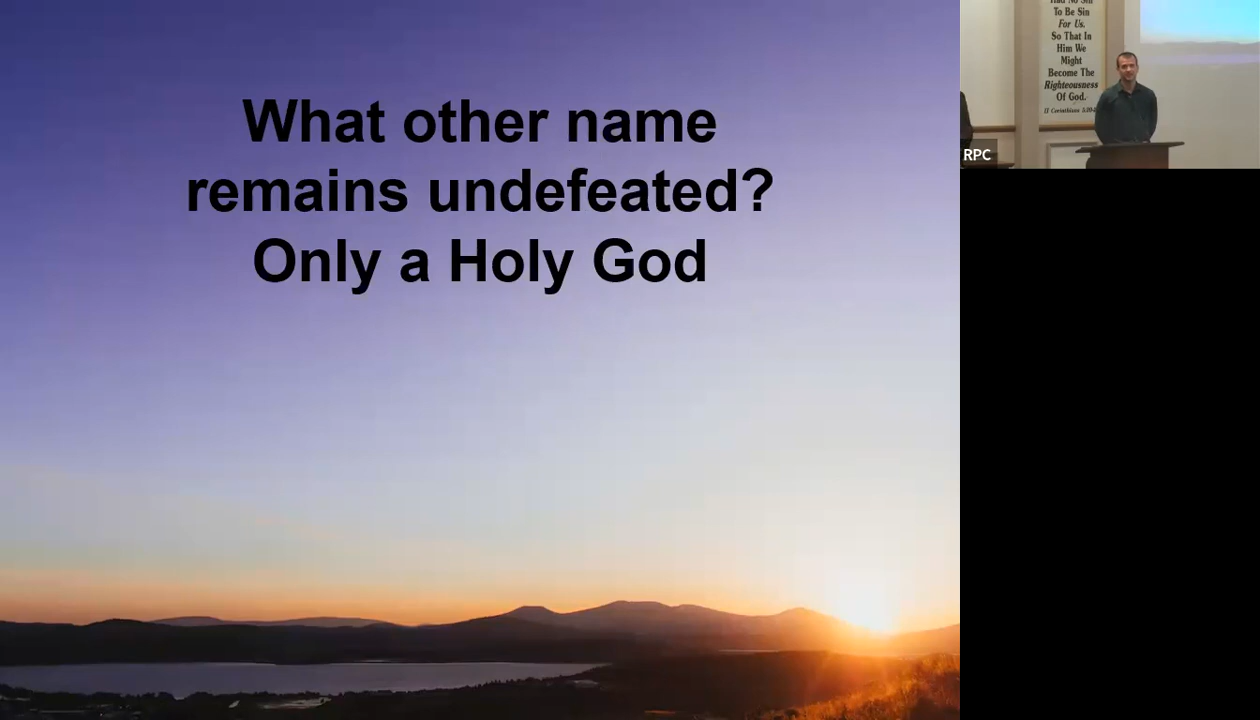 What other name
remains undefeated?
Only a Holy God
To Be Sin
For Us.
So That In
Him We
Might
Become The
Righteousness
Of God.
RPC